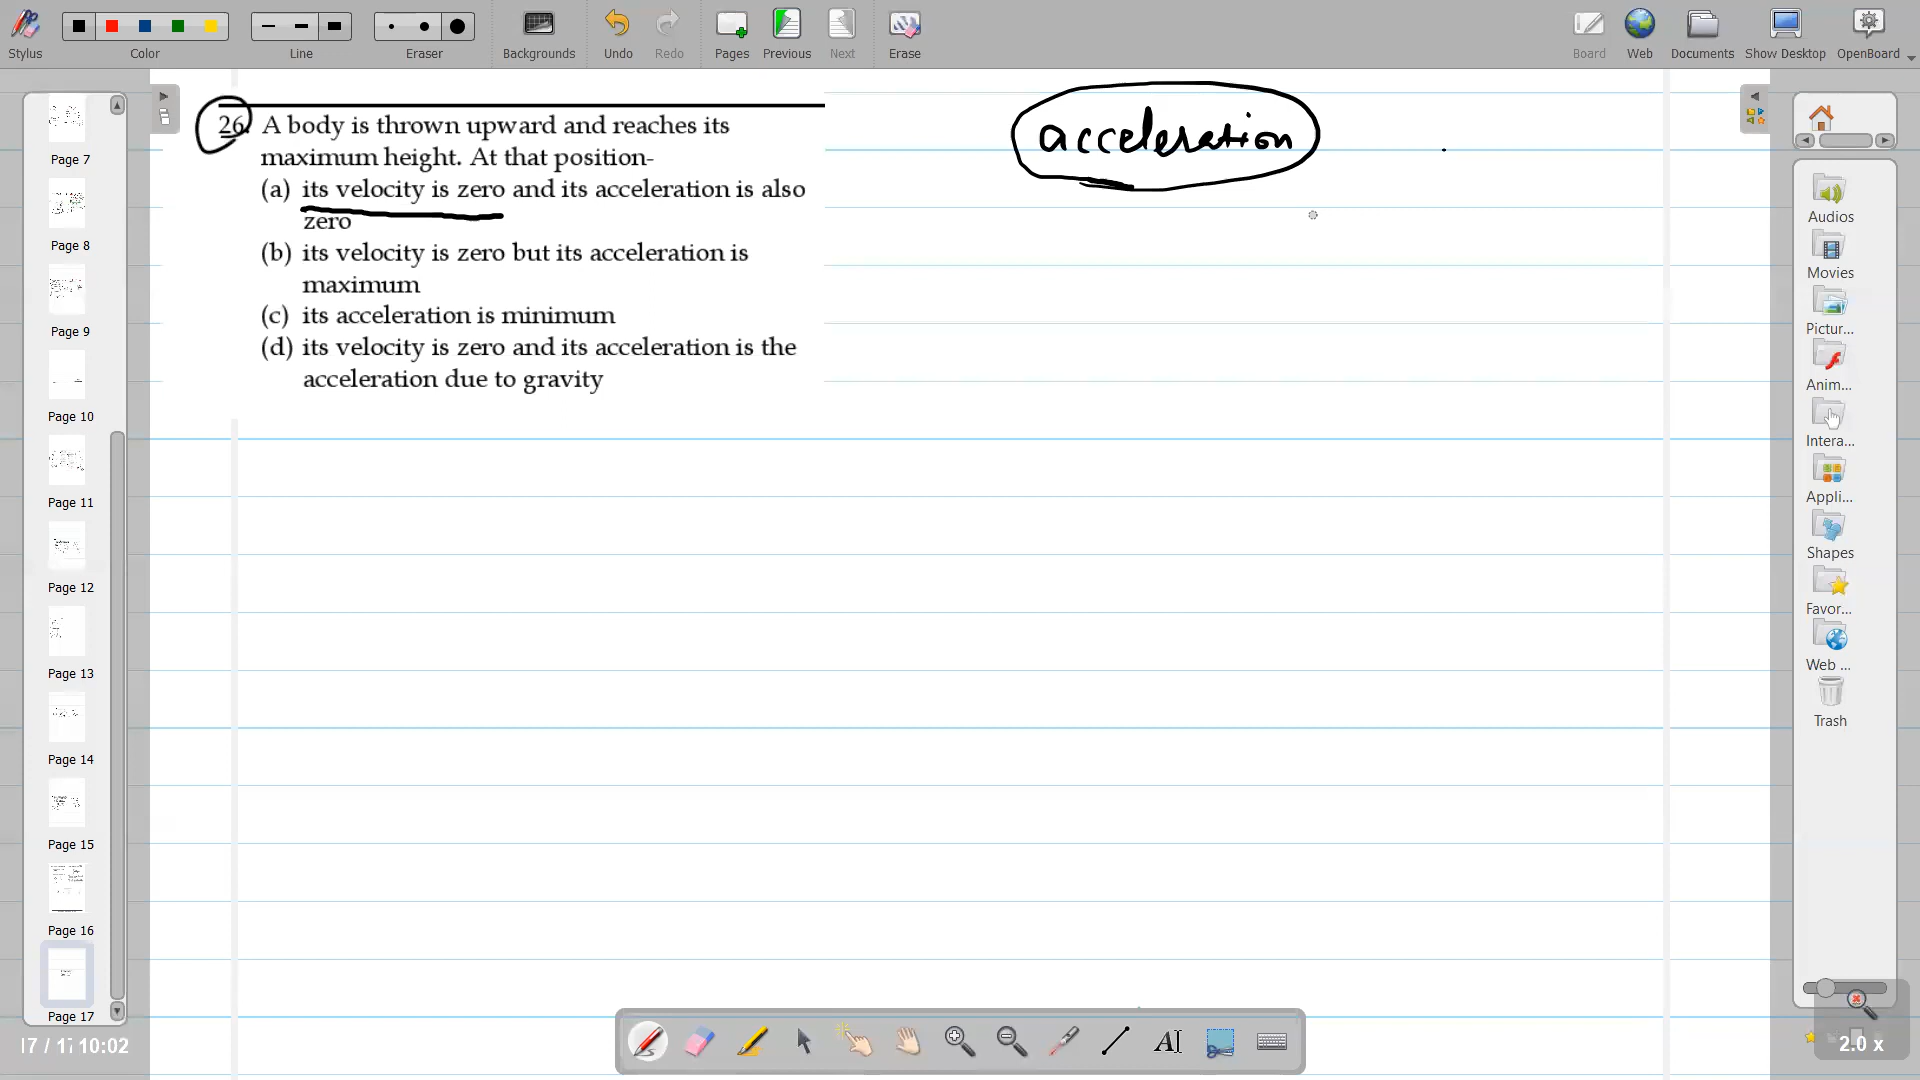 Stylus Color Line Eraser Backgrounds Undo Redo Pages Previous Next Erase Board Web Documents Show Desktop OpenBoard
26. A body is thrown upward and reaches its
maximum height. At that position-
(a) its velocity is zero and its acceleration is also
zero
(b) its velocity is zero but its acceleration is
maximum
(c) its acceleration is minimum
(d) its velocity is zero and its acceleration is the
acceleration due to gravity
acceleration
Page 7
Page 8
Page 9
Page 10
Page 11
Page 12
Page 13
Page 14
Page 15
Page 16
Page 17
Audios
Movies
Pictur...
Anim...
Intera...
Appli...
Shapes
Favor...
Web ...
Trash
10:02
2.0 x